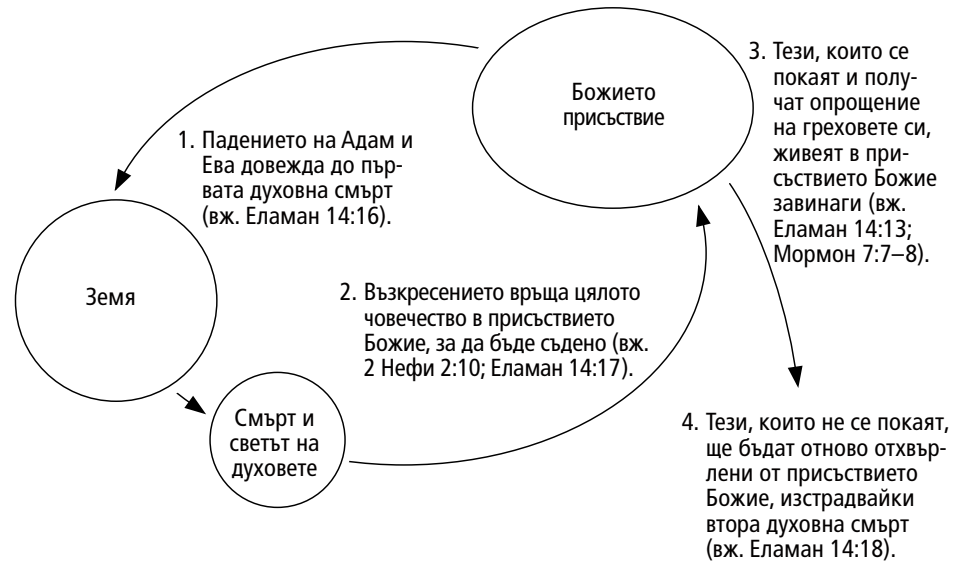 Божието
присъствие
1. Падението на Адам и
Ева довежда до пър-
вата духовна смърт
(вж. Еламан 14:16).
Земя
Смърт и
светът на
духовете
2. Възкресението връща цялото
човечество в присъствието
Божие, за да бъде съдено (вж.
2 Нефи 2:10; Еламан 14:17).
3. Тези, които се
покаят и полу-
чат опрощение
на греховете си,
живеят в при-
съствието Божие
завинаги (вж.
Еламан 14:13;
Мормон 7:7–8).
4. Тези, които не се покаят,
ще бъдат отново отхвър-
лени от присъствието
Божие, изстрадвайки
втора духовна смърт
(вж. Еламан 14:18).